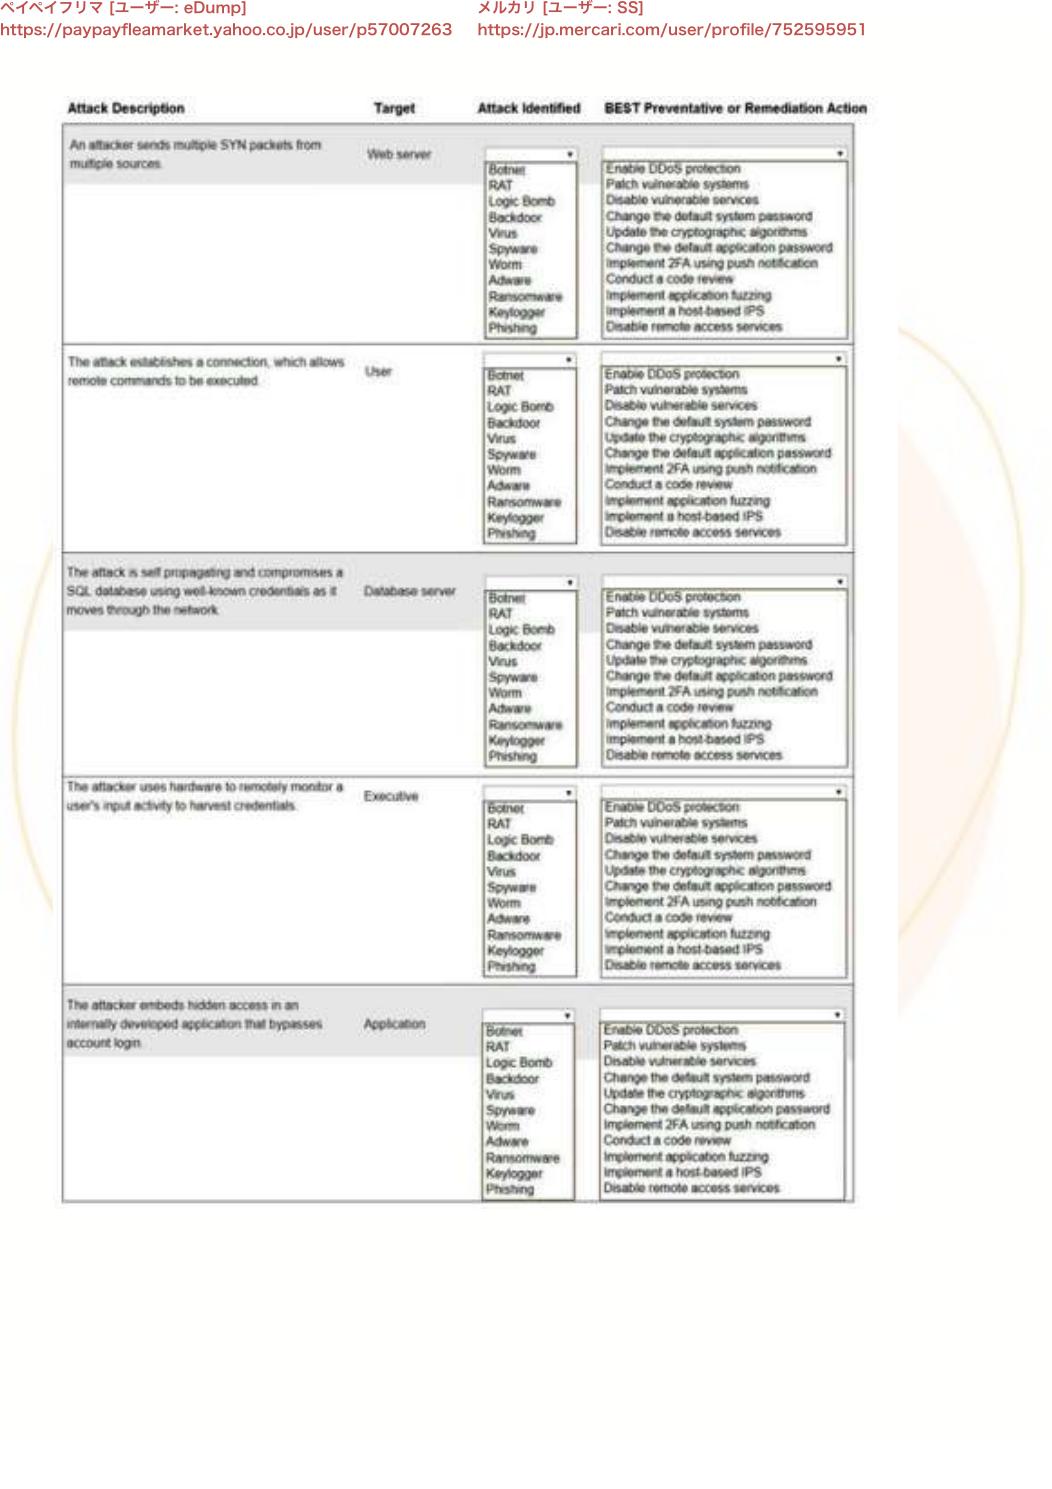 ペイペイフリマ [ユーザー: eDump]
https://paypayfleamarket.yahoo.co.jp/user/p57007263
メルカリ [ユーザー: SS]
https://jp.mercari.com/user/profile/752595951
Attack Description Target Attack Identified BEST Preventative or Remediation Action
An attacker sends multiple SYN packets from
multiple sources.
Web server
Botnet
RAT
Logic Bomb
Backdoor
Virus
Spyware
Worm
Adware
Ransomware
Keylogger
Phishing
Enable DDoS protection
Patch vulnerable systems
Disable vulnerable services
Change the default system password
Update the cryptographic algorithms
Change the default application password
Implement 2FA using push notification
Conduct a code review
Implement application fuzzing
Implement a host-based IPS
Disable remote access services
The attack establishes a connection, which allows
remote commands to be executed.
User
Botnet
RAT
Logic Bomb
Backdoor
Virus
Spyware
Worm
Adware
Ransomware
Keylogger
Phishing
Enable DDoS protection
Patch vulnerable systems
Disable vulnerable services
Change the default system password
Update the cryptographic algorithms
Change the default application password
Implement 2FA using push notification
Conduct a code review
Implement application fuzzing
Implement a host-based IPS
Disable remote access services
The attack is self propagating and compromises a
SQL database using well-known credentials as it
moves through the network.
Database server
Botnet
RAT
Logic Bomb
Backdoor
Virus
Spyware
Worm
Adware
Ransomware
Keylogger
Phishing
Enable DDoS protection
Patch vulnerable systems
Disable vulnerable services
Change the default system password
Update the cryptographic algorithms
Change the default application password
Implement 2FA using push notification
Conduct a code review
Implement application fuzzing
Implement a host-based IPS
Disable remote access services
The attacker uses hardware to remotely monitor a
user's input activity to harvest credentials.
Executive
Botnet
RAT
Logic Bomb
Backdoor
Virus
Spyware
Worm
Adware
Ransomware
Keylogger
Phishing
Enable DDoS protection
Patch vulnerable systems
Disable vulnerable services
Change the default system password
Update the cryptographic algorithms
Change the default application password
Implement 2FA using push notification
Conduct a code review
Implement application fuzzing
Implement a host-based IPS
Disable remote access services
The attacker embeds hidden access in an
internally developed application that bypasses
account login.
Application
Botnet
RAT
Logic Bomb
Backdoor
Virus
Spyware
Worm
Adware
Ransomware
Keylogger
Phishing
Enable DDoS protection
Patch vulnerable systems
Disable vulnerable services
Change the default system password
Update the cryptographic algorithms
Change the default application password
Implement 2FA using push notification
Conduct a code review
Implement application fuzzing
Implement a host-based IPS
Disable remote access services